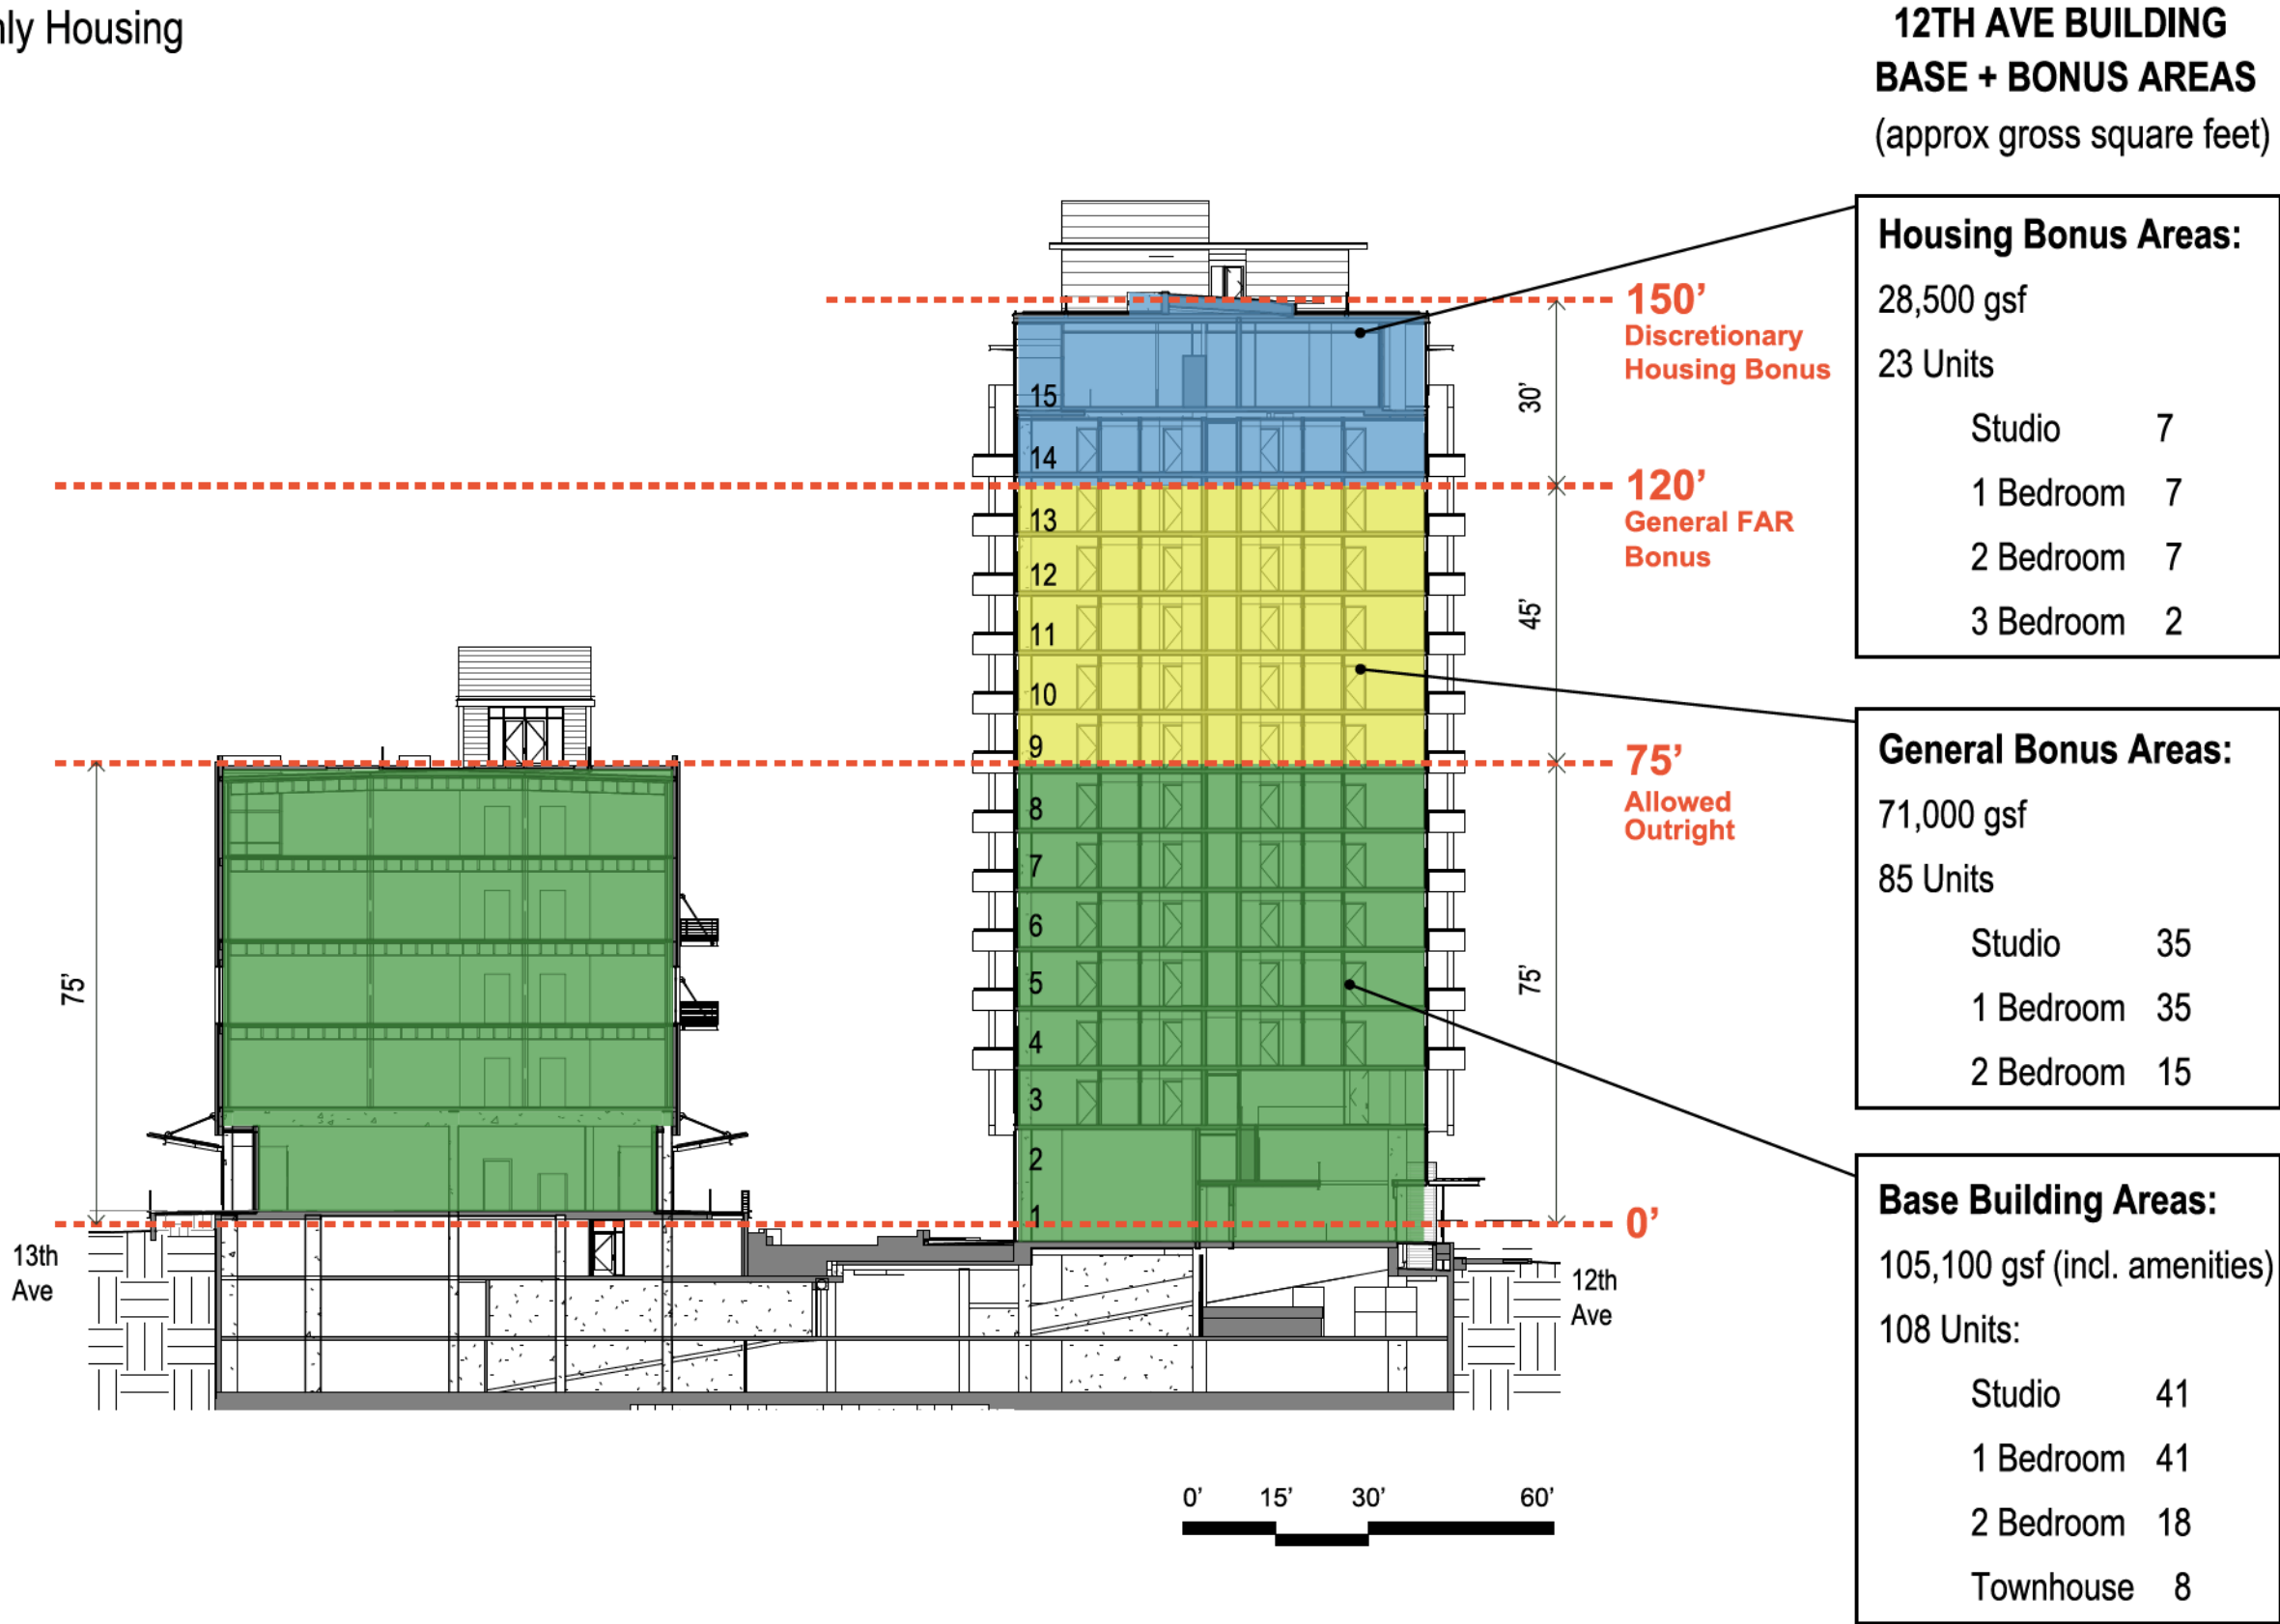 Housing
12TH AVE BUILDING
BASE + BONUS AREAS
(approx gross square feet)
Housing Bonus Areas:
28,500 gsf
23 Units
Studio 7
1 Bedroom 7
2 Bedroom 7
3 Bedroom 2
150’
Discretionary
Housing Bonus
30’
15
14
120’
General FAR
Bonus
45’
13
12
11
10
9
General Bonus Areas:
71,000 gsf
85 Units
Studio 35
1 Bedroom 35
2 Bedroom 15
75’
Allowed
Outright
75’
75’
8
7
6
5
4
3
2
1
0’
Base Building Areas:
105,100 gsf (incl. amenities)
108 Units:
Studio 41
1 Bedroom 41
2 Bedroom 18
Townhouse 8
13th
Ave
12th
Ave
0’ 15’ 30’ 60’